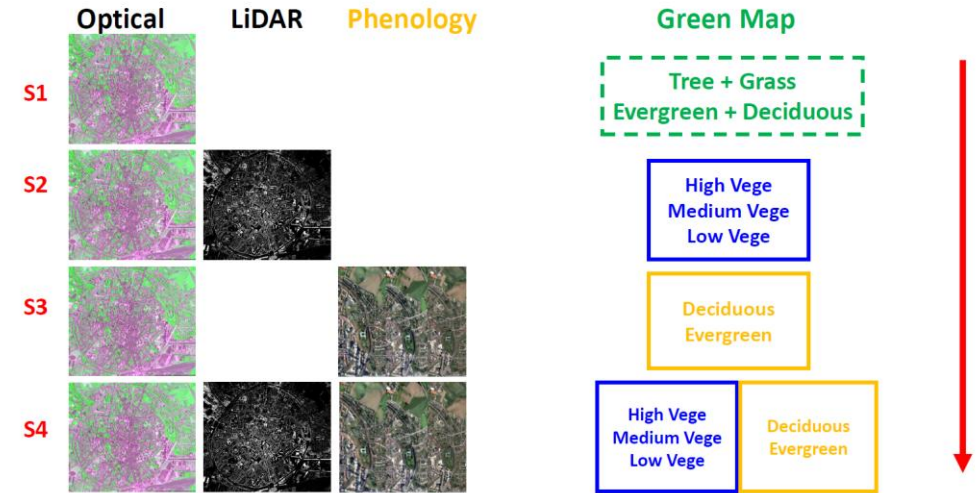 Optical LiDAR Phenology Green Map
S1
Tree + Grass
Evergreen + Deciduous
S2
High Vege
Medium Vege
Low Vege
S3
Deciduous
Evergreen
S4
High Vege
Medium Vege
Low Vege
Deciduous
Evergreen